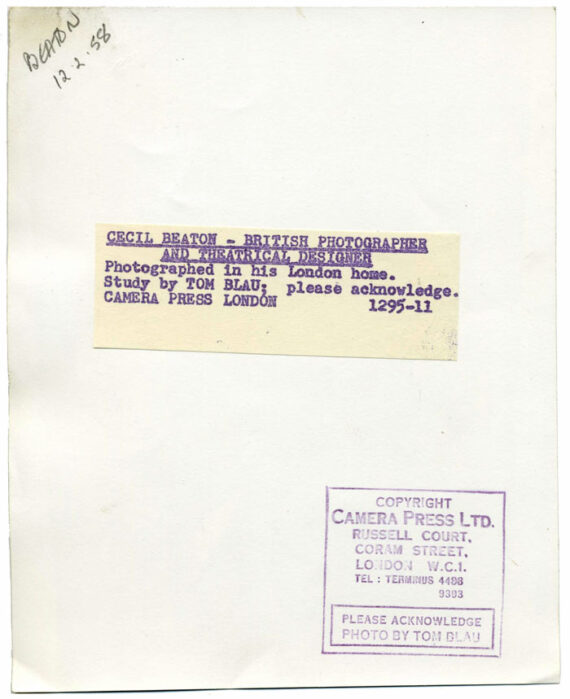 BEATON
12.2.58
CECIL BEATON - BRITISH PHOTOGRAPHER
AND THEATRICAL DESIGNER
Photographed in his London home.
Study by TOM BLAU; please acknowledge.
CAMERA PRESS LONDON 1295-11
COPYRIGHT
CAMERA PRESS LTD.
RUSSELL COURT,
CORAM STREET,
LONDON W.C.1.
TEL : TERMINUS 4488
9393
PLEASE ACKNOWLEDGE
PHOTO BY TOM BLAU